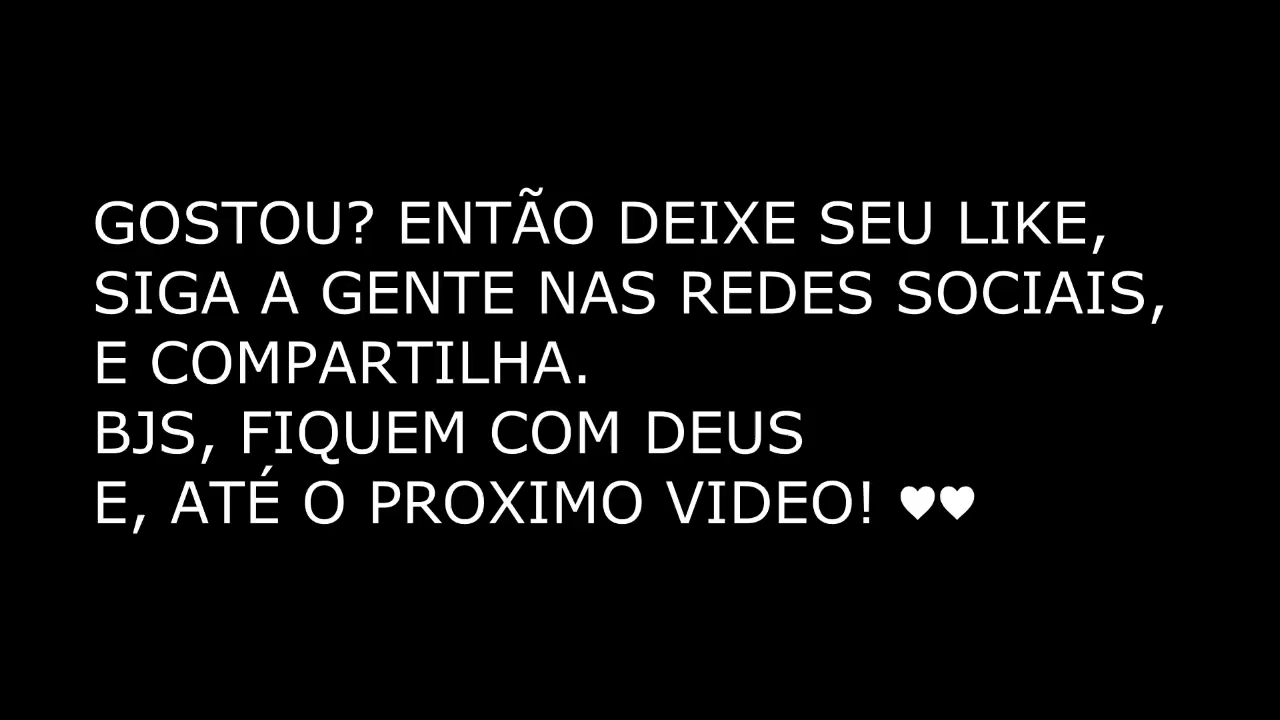 GOSTOU? ENTÃO DEIXE SEU LIKE,
SIGA A GENTE NAS REDES SOCIAIS,
E COMPARTILHA.
BJS, FIQUEM COM DEUS
E, ATÉ O PROXIMO VIDEO! ♥♥